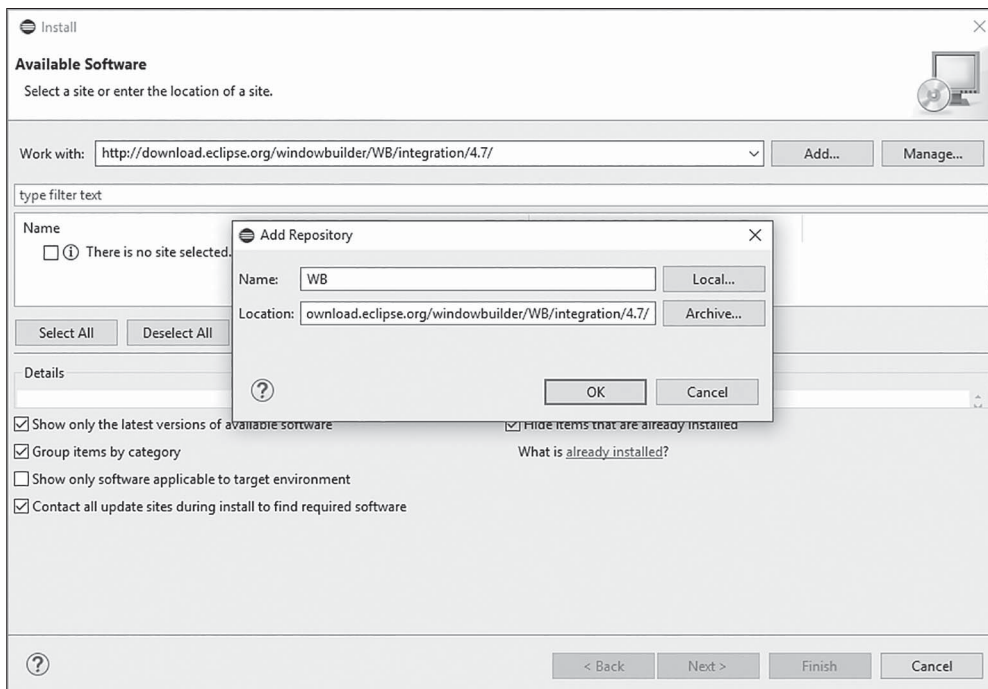 Install
Available Software
Select a site or enter the location of a site.
Work with: http://download.eclipse.org/windowbuilder/WB/integration/4.7/ Add... Manage...
type filter text
Name
There is no site selected.
Add Repository
Name: WB Local...
Location: ownload.eclipse.org/windowbuilder/WB/integration/4.7/ Archive...
OK Cancel
Select All Deselect All
Details
Show only the latest versions of available software
Hide items that are already installed
Group items by category
What is already installed?
Show only software applicable to target environment
Contact all update sites during install to find required software
< Back Next > Finish Cancel